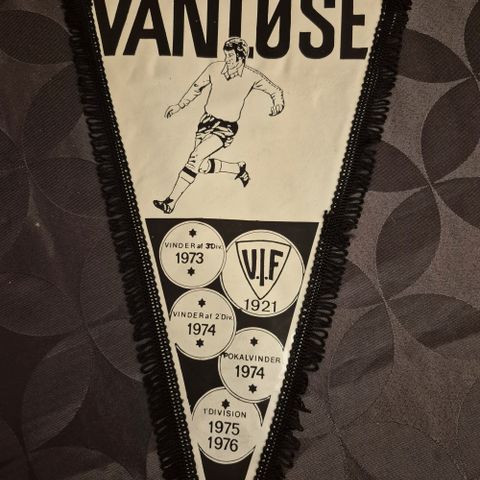 VANLØSE
VINDER af 3'Div.
1973
V.I.F
1921
VINDER af 2'Div.
1974
POKALVINDER
1974
1'DIVISION
1975
1976